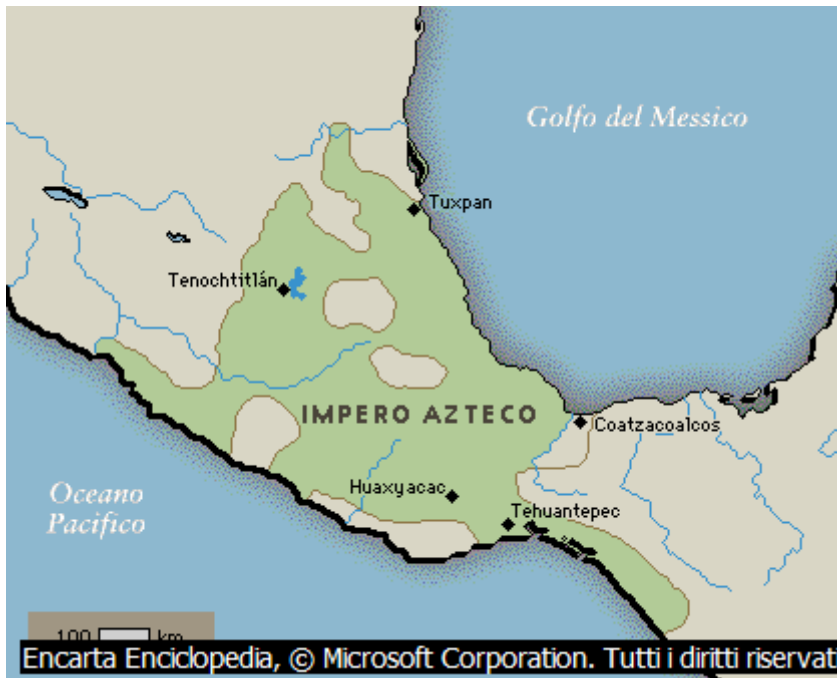 Golfo del Messico
Tuxpan
Tenochtitlán
IMPERO AZTECO
Coatzacoalcos
Huaxyacac
Oceano
Pacifico
Tehuantepec
100 km
Encarta Enciclopedia, © Microsoft Corporation. Tutti i diritti riservati